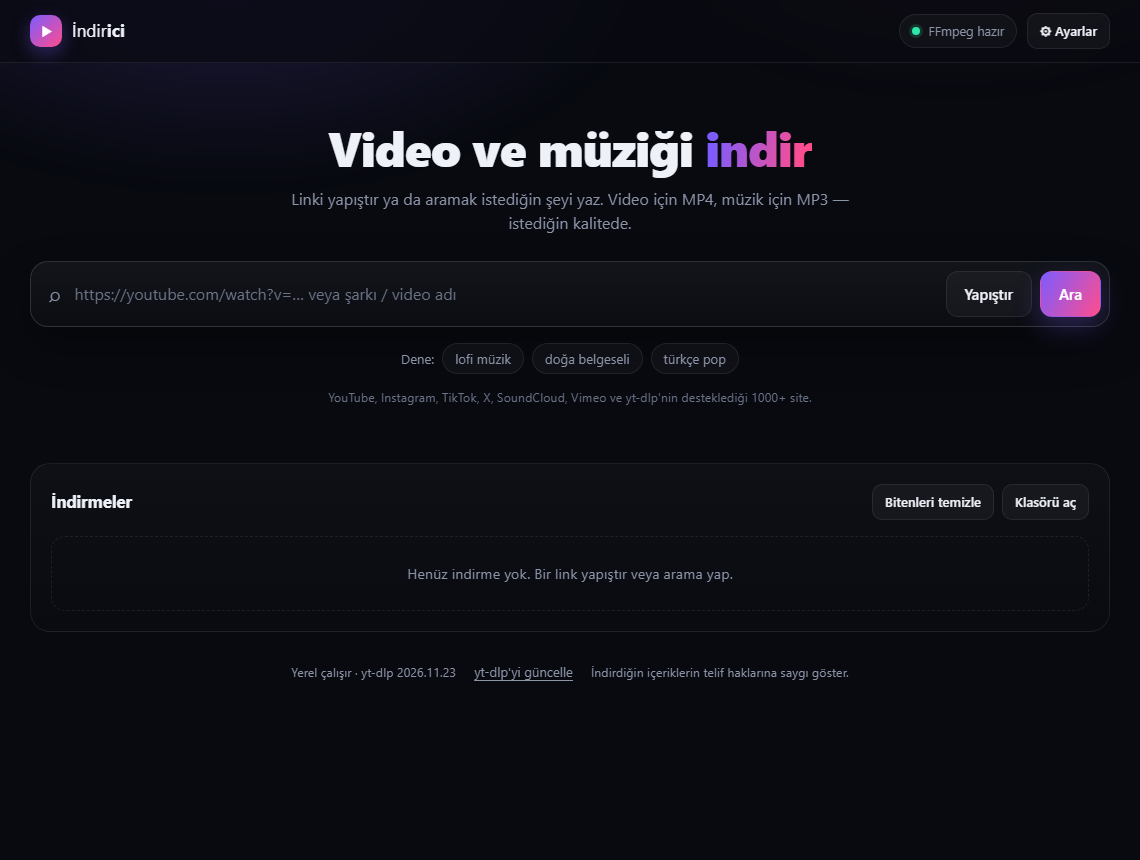 İndirici
FFmpeg hazır
⚙ Ayarlar
Video ve müziği indir
Linki yapıştır ya da aramak istediğin şeyi yaz. Video için MP4, müzik için MP3 —
istediğin kalitede.
https://youtube.com/watch?v=... veya şarkı / video adı
Yapıştır
Ara
Dene:
lofi müzik
doğa belgeseli
türkçe pop
YouTube, Instagram, TikTok, X, SoundCloud, Vimeo ve yt-dlp'nin desteklediği 1000+ site.
İndirmeler
Bitenleri temizle
Klasörü aç
Henüz indirme yok. Bir link yapıştır veya arama yap.
Yerel çalışır · yt-dlp 2026.11.23
yt-dlp'yi güncelle
İndirdiğin içeriklerin telif haklarına saygı göster.